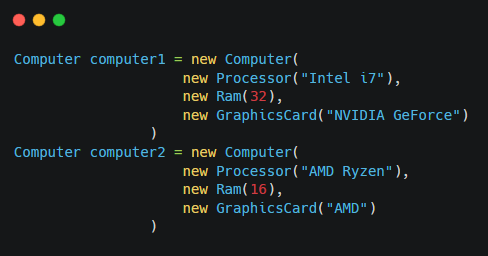 Computer computer1 = new Computer(
                    new Processor("Intel i7"),
                    new Ram(32),
                    new GraphicsCard("NVIDIA GeForce")
                )
Computer computer2 = new Computer(
                    new Processor("AMD Ryzen"),
                    new Ram(16),
                    new GraphicsCard("AMD")
                )